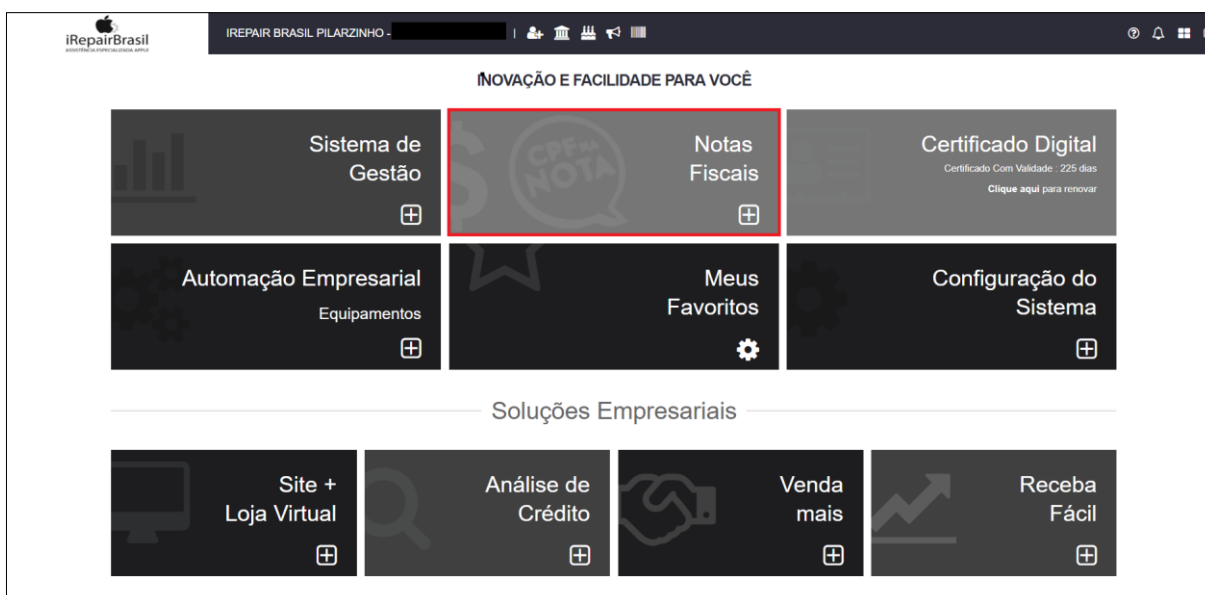 iRepairBrasil
ASSISTÊNCIA ESPECIALIZADA APPLE
IREPAIR BRASIL PILARZINHO -
INOVAÇÃO E FACILIDADE PARA VOCÊ
Sistema de
Gestão
CPF NA
NOTA
Notas
Fiscais
Certificado Digital
Certificado Com Validade : 225 dias
Clique aqui para renovar
Automação Empresarial
Equipamentos
Meus
Favoritos
Configuração do
Sistema
Soluções Empresariais
Site +
Loja Virtual
Análise de
Crédito
Venda
mais
Receba
Fácil